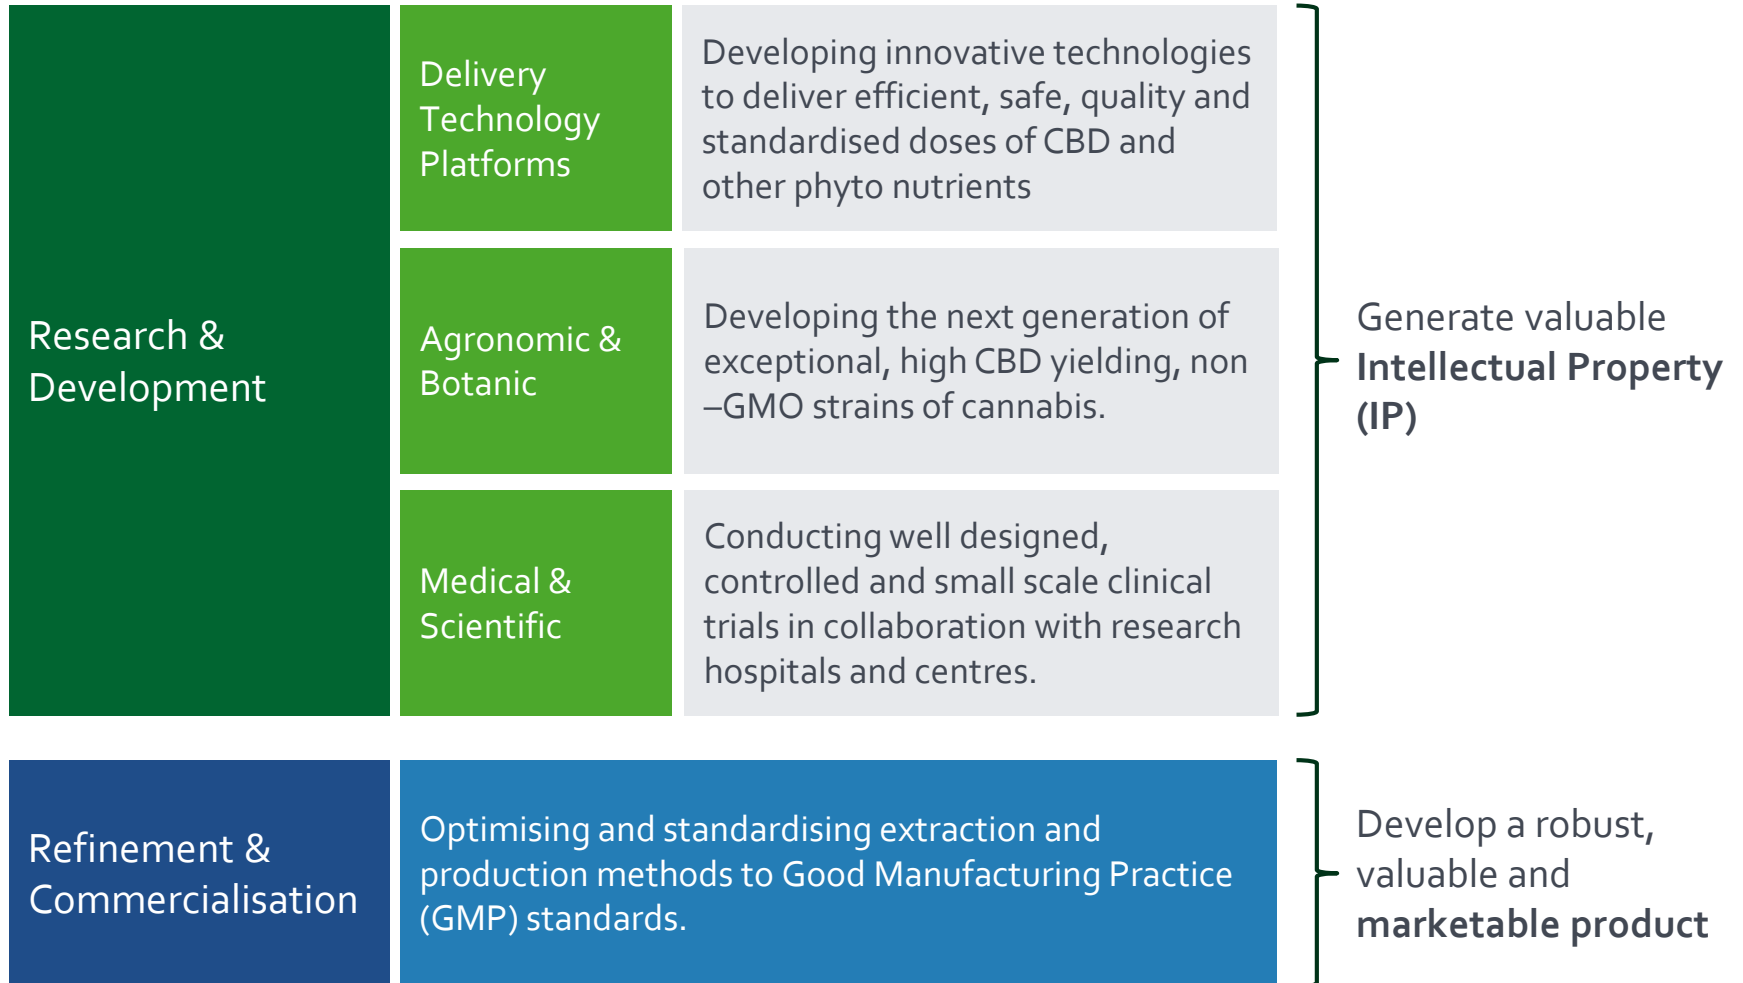 Research &
Development
Delivery
Technology
Platforms
Developing innovative technologies
to deliver efficient, safe, quality and
standardised doses of CBD and
other phyto nutrients
Agronomic &
Botanic
Developing the next generation of
exceptional, high CBD yielding, non
–GMO strains of cannabis.
Medical &
Scientific
Conducting well designed,
controlled and small scale clinical
trials in collaboration with research
hospitals and centres.
Generate valuable
Intellectual Property
(IP)
Refinement &
Commercialisation
Optimising and standardising extraction and
production methods to Good Manufacturing Practice
(GMP) standards.
Develop a robust,
valuable and
marketable product